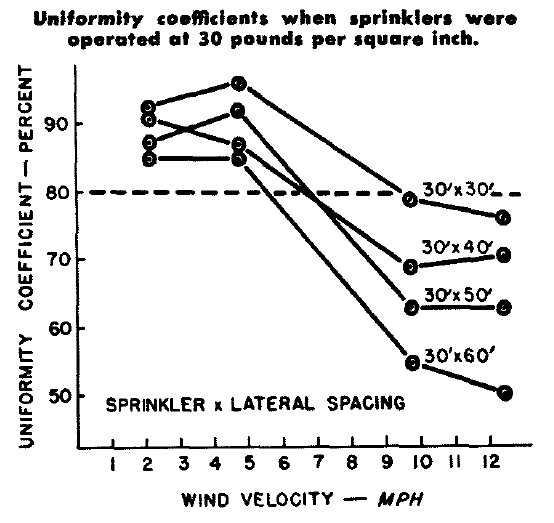 Uniformity coefficients when sprinklers were
operated at 30 pounds per square inch.
UNIFORMITY COEFFICIENT — PERCENT
90
80
70
60
50
30'x30'
30'x40'
30'x50'
30'x60'
SPRINKLER x LATERAL SPACING
1 2 3 4 5 6 7 8 9 10 11 12
WIND VELOCITY — MPH